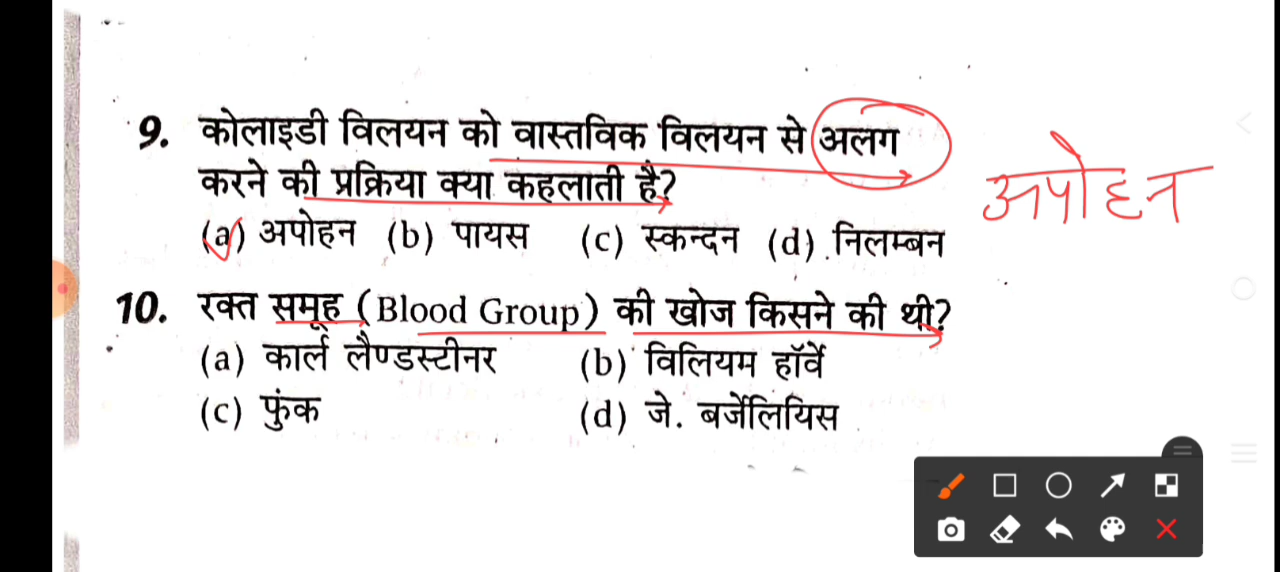 9. कोलाइडी विलयन को वास्तविक विलयन से अलग
करने की प्रक्रिया क्या कहलाती है?
(a) अपोहन (b) पायस (c) स्कन्दन (d) निलम्बन
अपोहन
10. रक्त समूह (Blood Group) की खोज किसने की थी?
(a) कार्ल लैण्डस्टीनर (b) विलियम हॉर्वे
(c) फुंक (d) जे. बर्जेलियिस